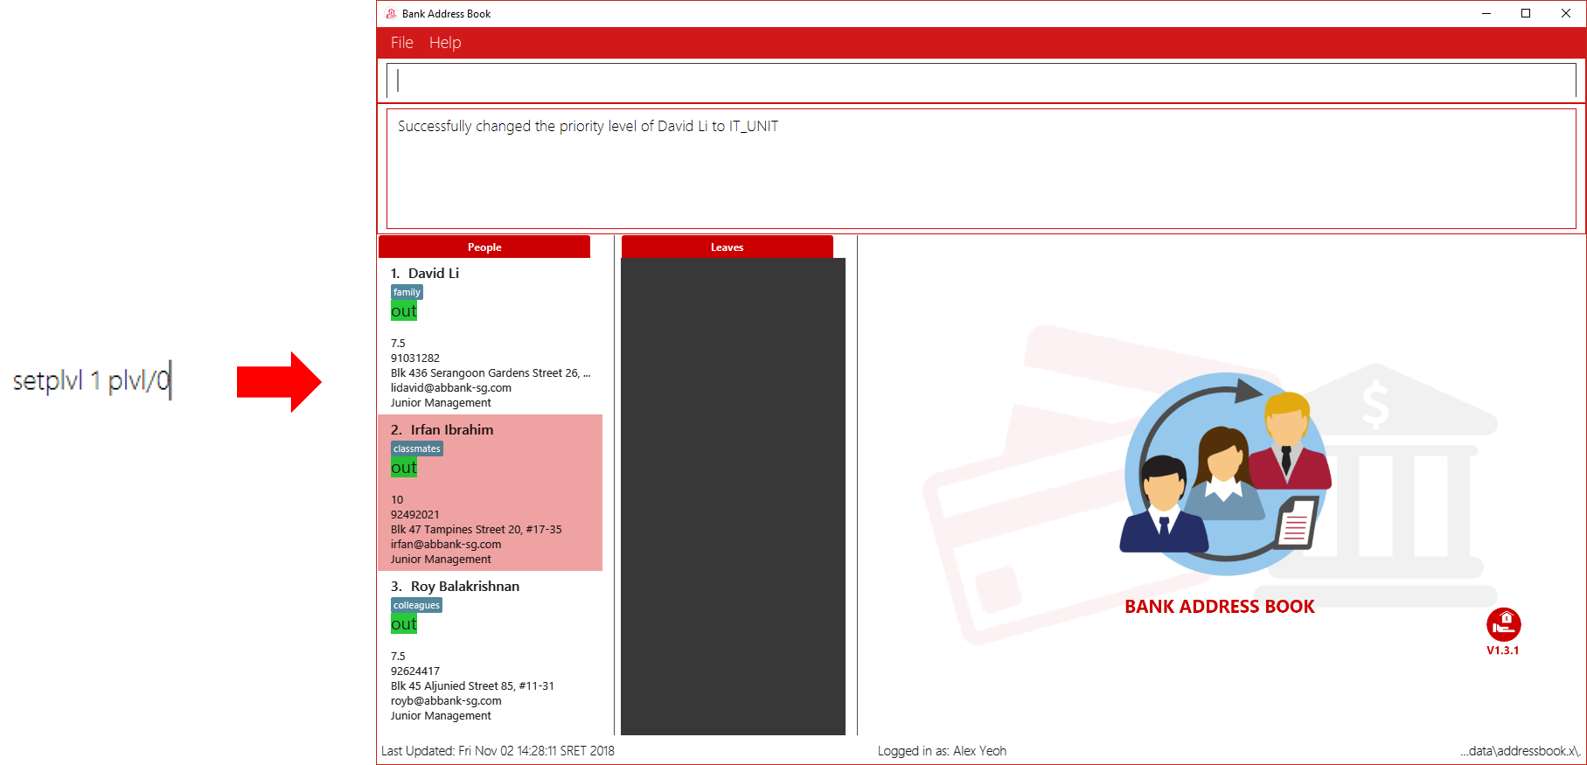 setplvl 1 plvl/0
Bank Address Book
File Help
Successfully changed the priority level of David Li to IT_UNIT
People
Leaves
1. David Li
family
out
7.5
91031282
Blk 436 Serangoon Gardens Street 26, ...
lidavid@abbank-sg.com
Junior Management
2. Irfan Ibrahim
classmates
out
10
92492021
Blk 47 Tampines Street 20, #17-35
irfan@abbank-sg.com
Junior Management
3. Roy Balakrishnan
colleagues
out
7.5
92624417
Blk 45 Aljunied Street 85, #11-31
royb@abbank-sg.com
Junior Management
$
BANK ADDRESS BOOK
V1.3.1
Last Updated: Fri Nov 02 14:28:11 SRET 2018
Logged in as: Alex Yeoh
...data\addressbook.x\.